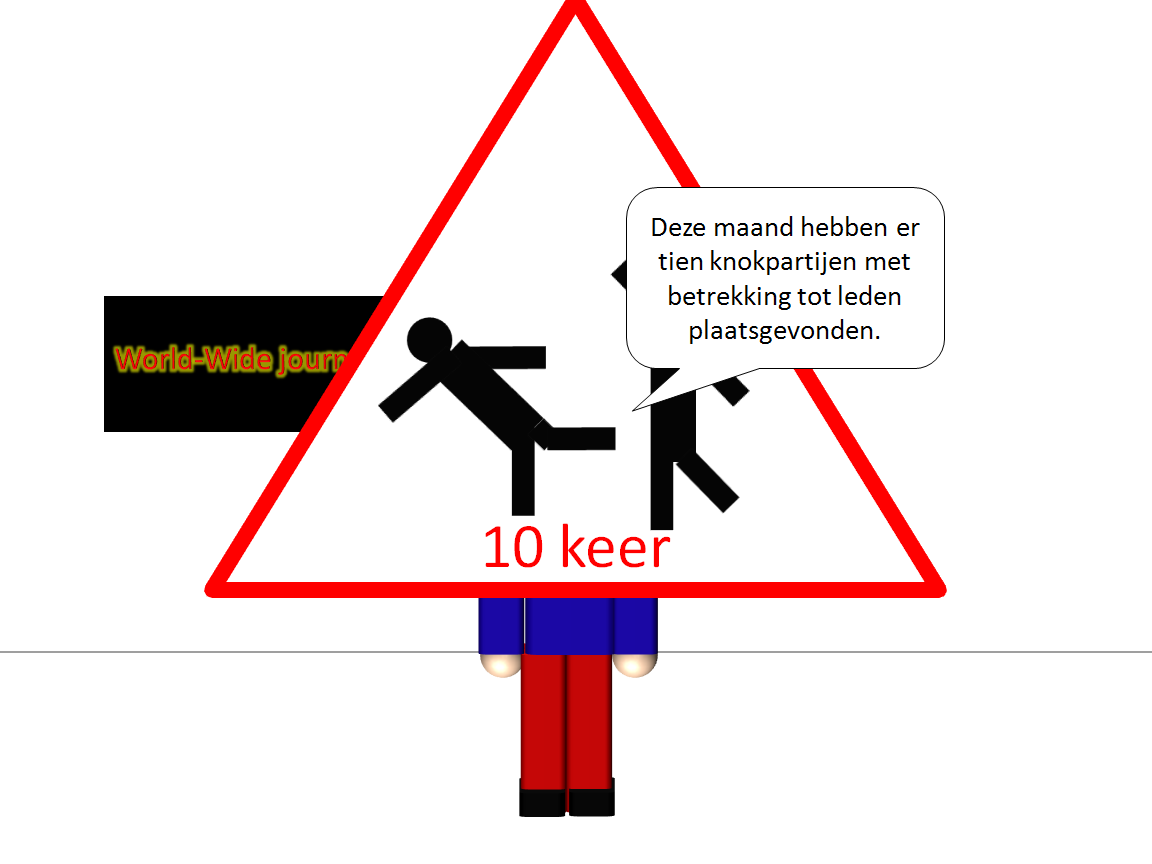 Deze maand hebben er
tien knokpartijen met
betrekking tot leden
plaatsgevonden.
World-Wide journ
10 keer